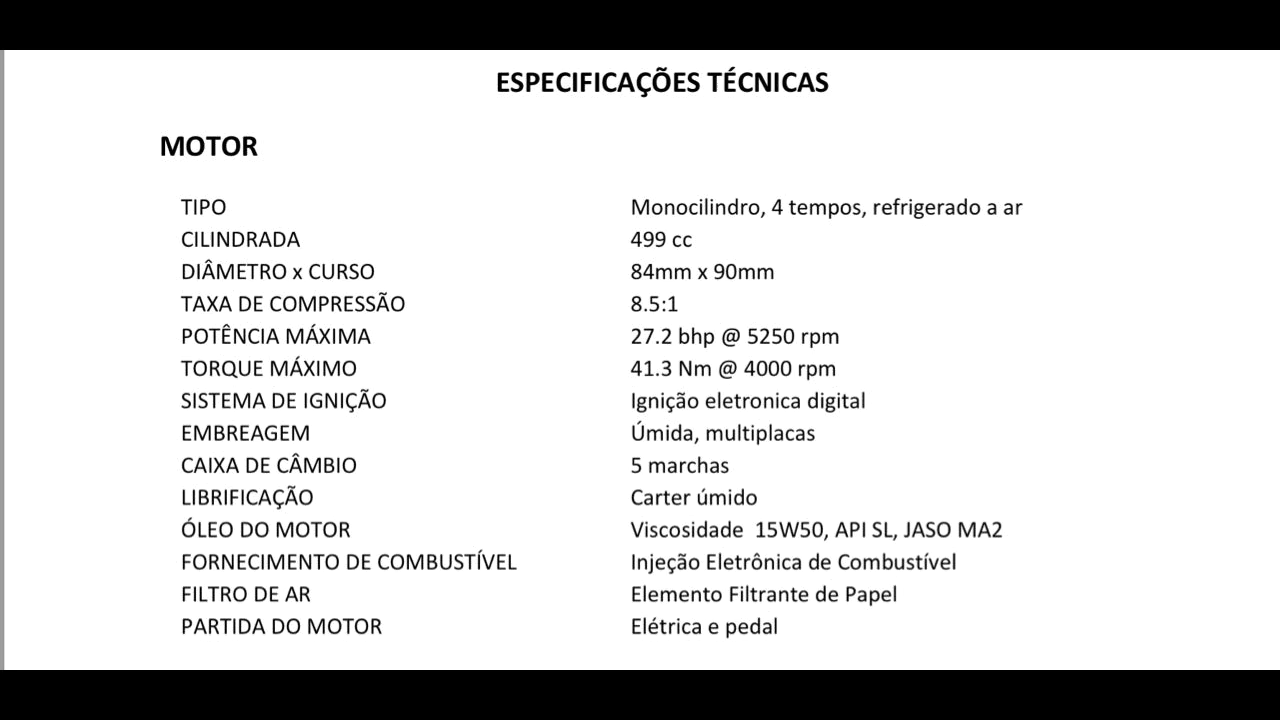 ESPECIFICAÇÕES TÉCNICAS
MOTOR
TIPO Monocilindro, 4 tempos, refrigerado a ar
CILINDRADA 499 cc
DIÂMETRO x CURSO 84mm x 90mm
TAXA DE COMPRESSÃO 8.5:1
POTÊNCIA MÁXIMA 27.2 bhp @ 5250 rpm
TORQUE MÁXIMO 41.3 Nm @ 4000 rpm
SISTEMA DE IGNIÇÃO Ignição eletronica digital
EMBREAGEM Úmida, multiplacas
CAIXA DE CÂMBIO 5 marchas
LIBRIFICAÇÃO Carter úmido
ÓLEO DO MOTOR Viscosidade 15W50, API SL, JASO MA2
FORNECIMENTO DE COMBUSTÍVEL Injeção Eletrônica de Combustível
FILTRO DE AR Elemento Filtrante de Papel
PARTIDA DO MOTOR Elétrica e pedal